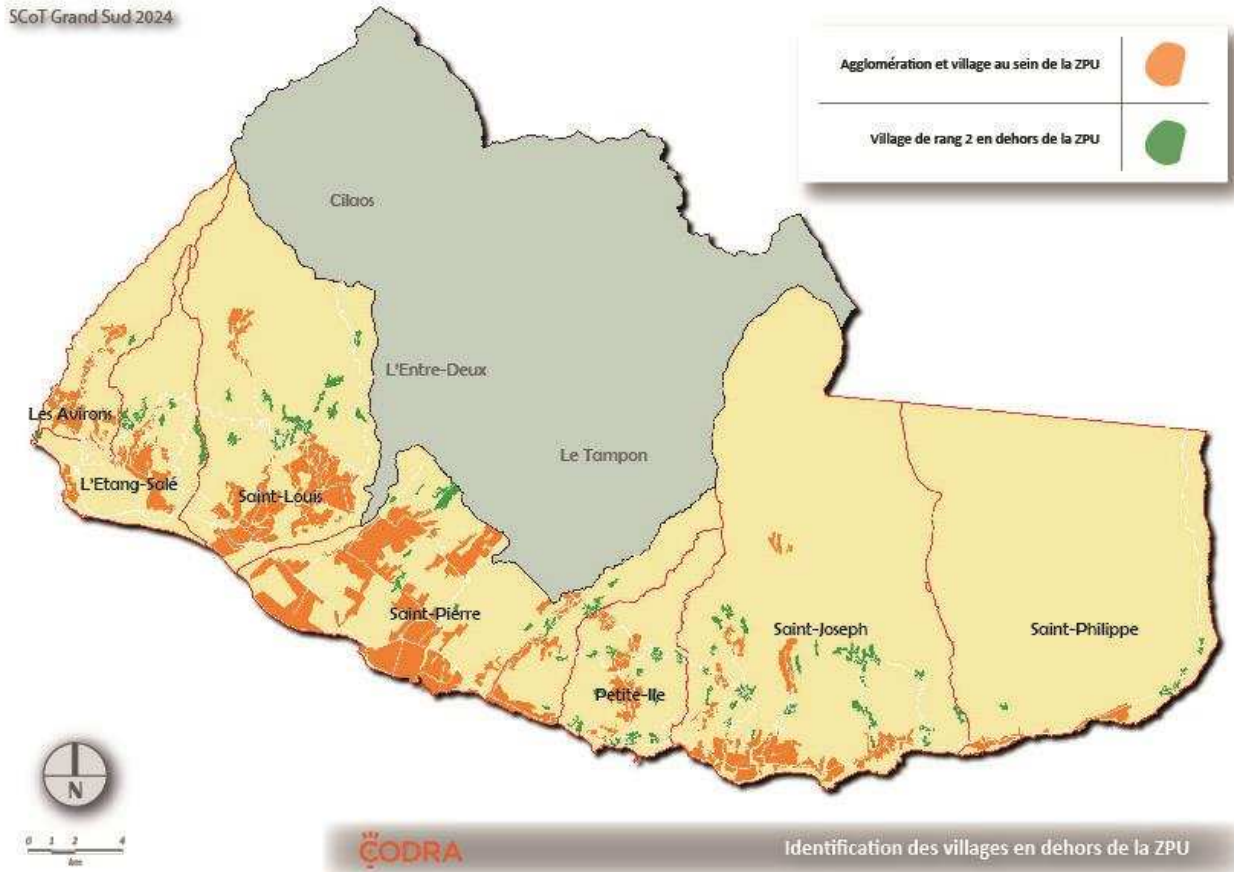 SCoT Grand Sud 2024
Agglomération et village au sein de la ZPU
Village de rang 2 en dehors de la ZPU
Cilaos
L'Entre-Deux
Les Avirons
Le Tampon
L'Etang-Salé
Saint-Louis
Saint-Pierre
Saint-Joseph
Saint-Philippe
Petite-Ile
N
0 1 2 4
km
CODRA
Identification des villages en dehors de la ZPU